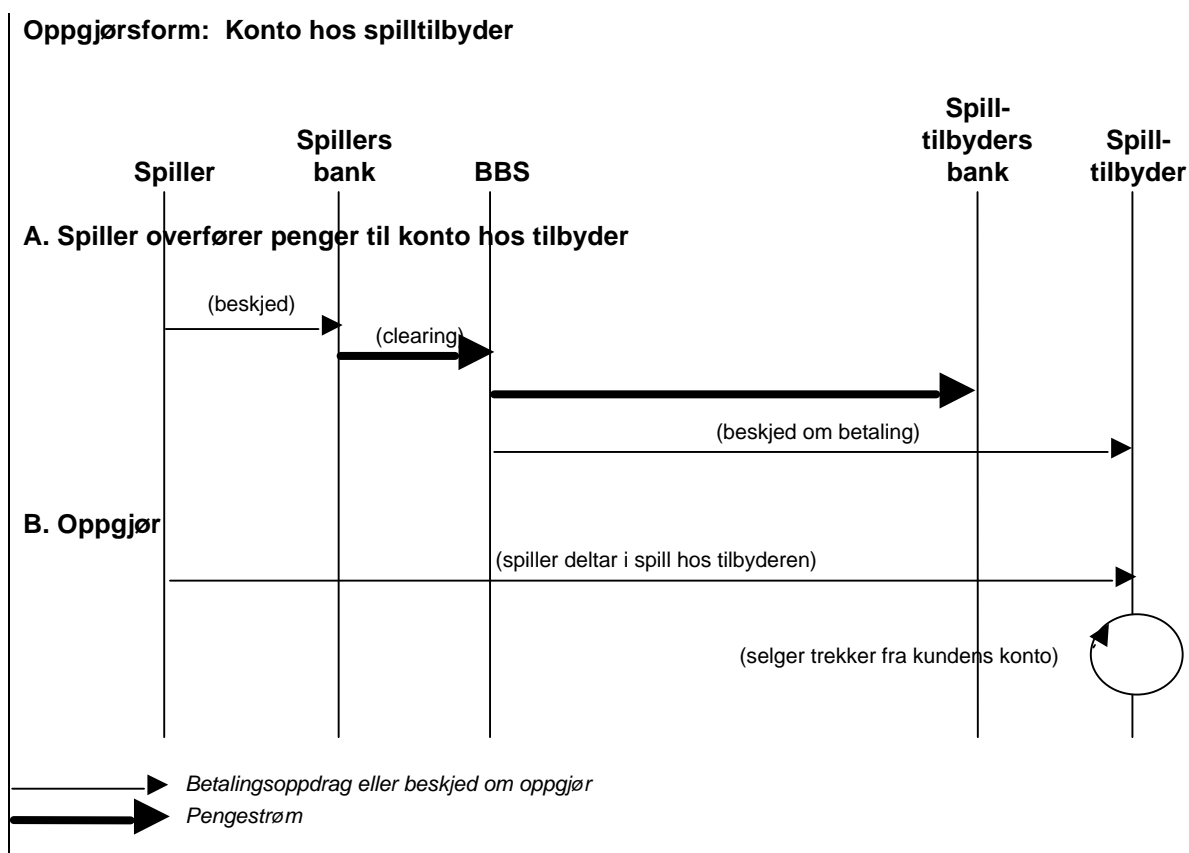 Oppgjørsform: Konto hos spilltilbyder
Spiller
Spillers
bank
BBS
Spill-
tilbyders
bank
Spill-
tilbyder
A. Spiller overfører penger til konto hos tilbyder
(beskjed)
(clearing)
(beskjed om betaling)
B. Oppgjør
(spiller deltar i spill hos tilbyderen)
(selger trekker fra kundens konto)
Betalingsoppdrag eller beskjed om oppgjør
Pengestrøm